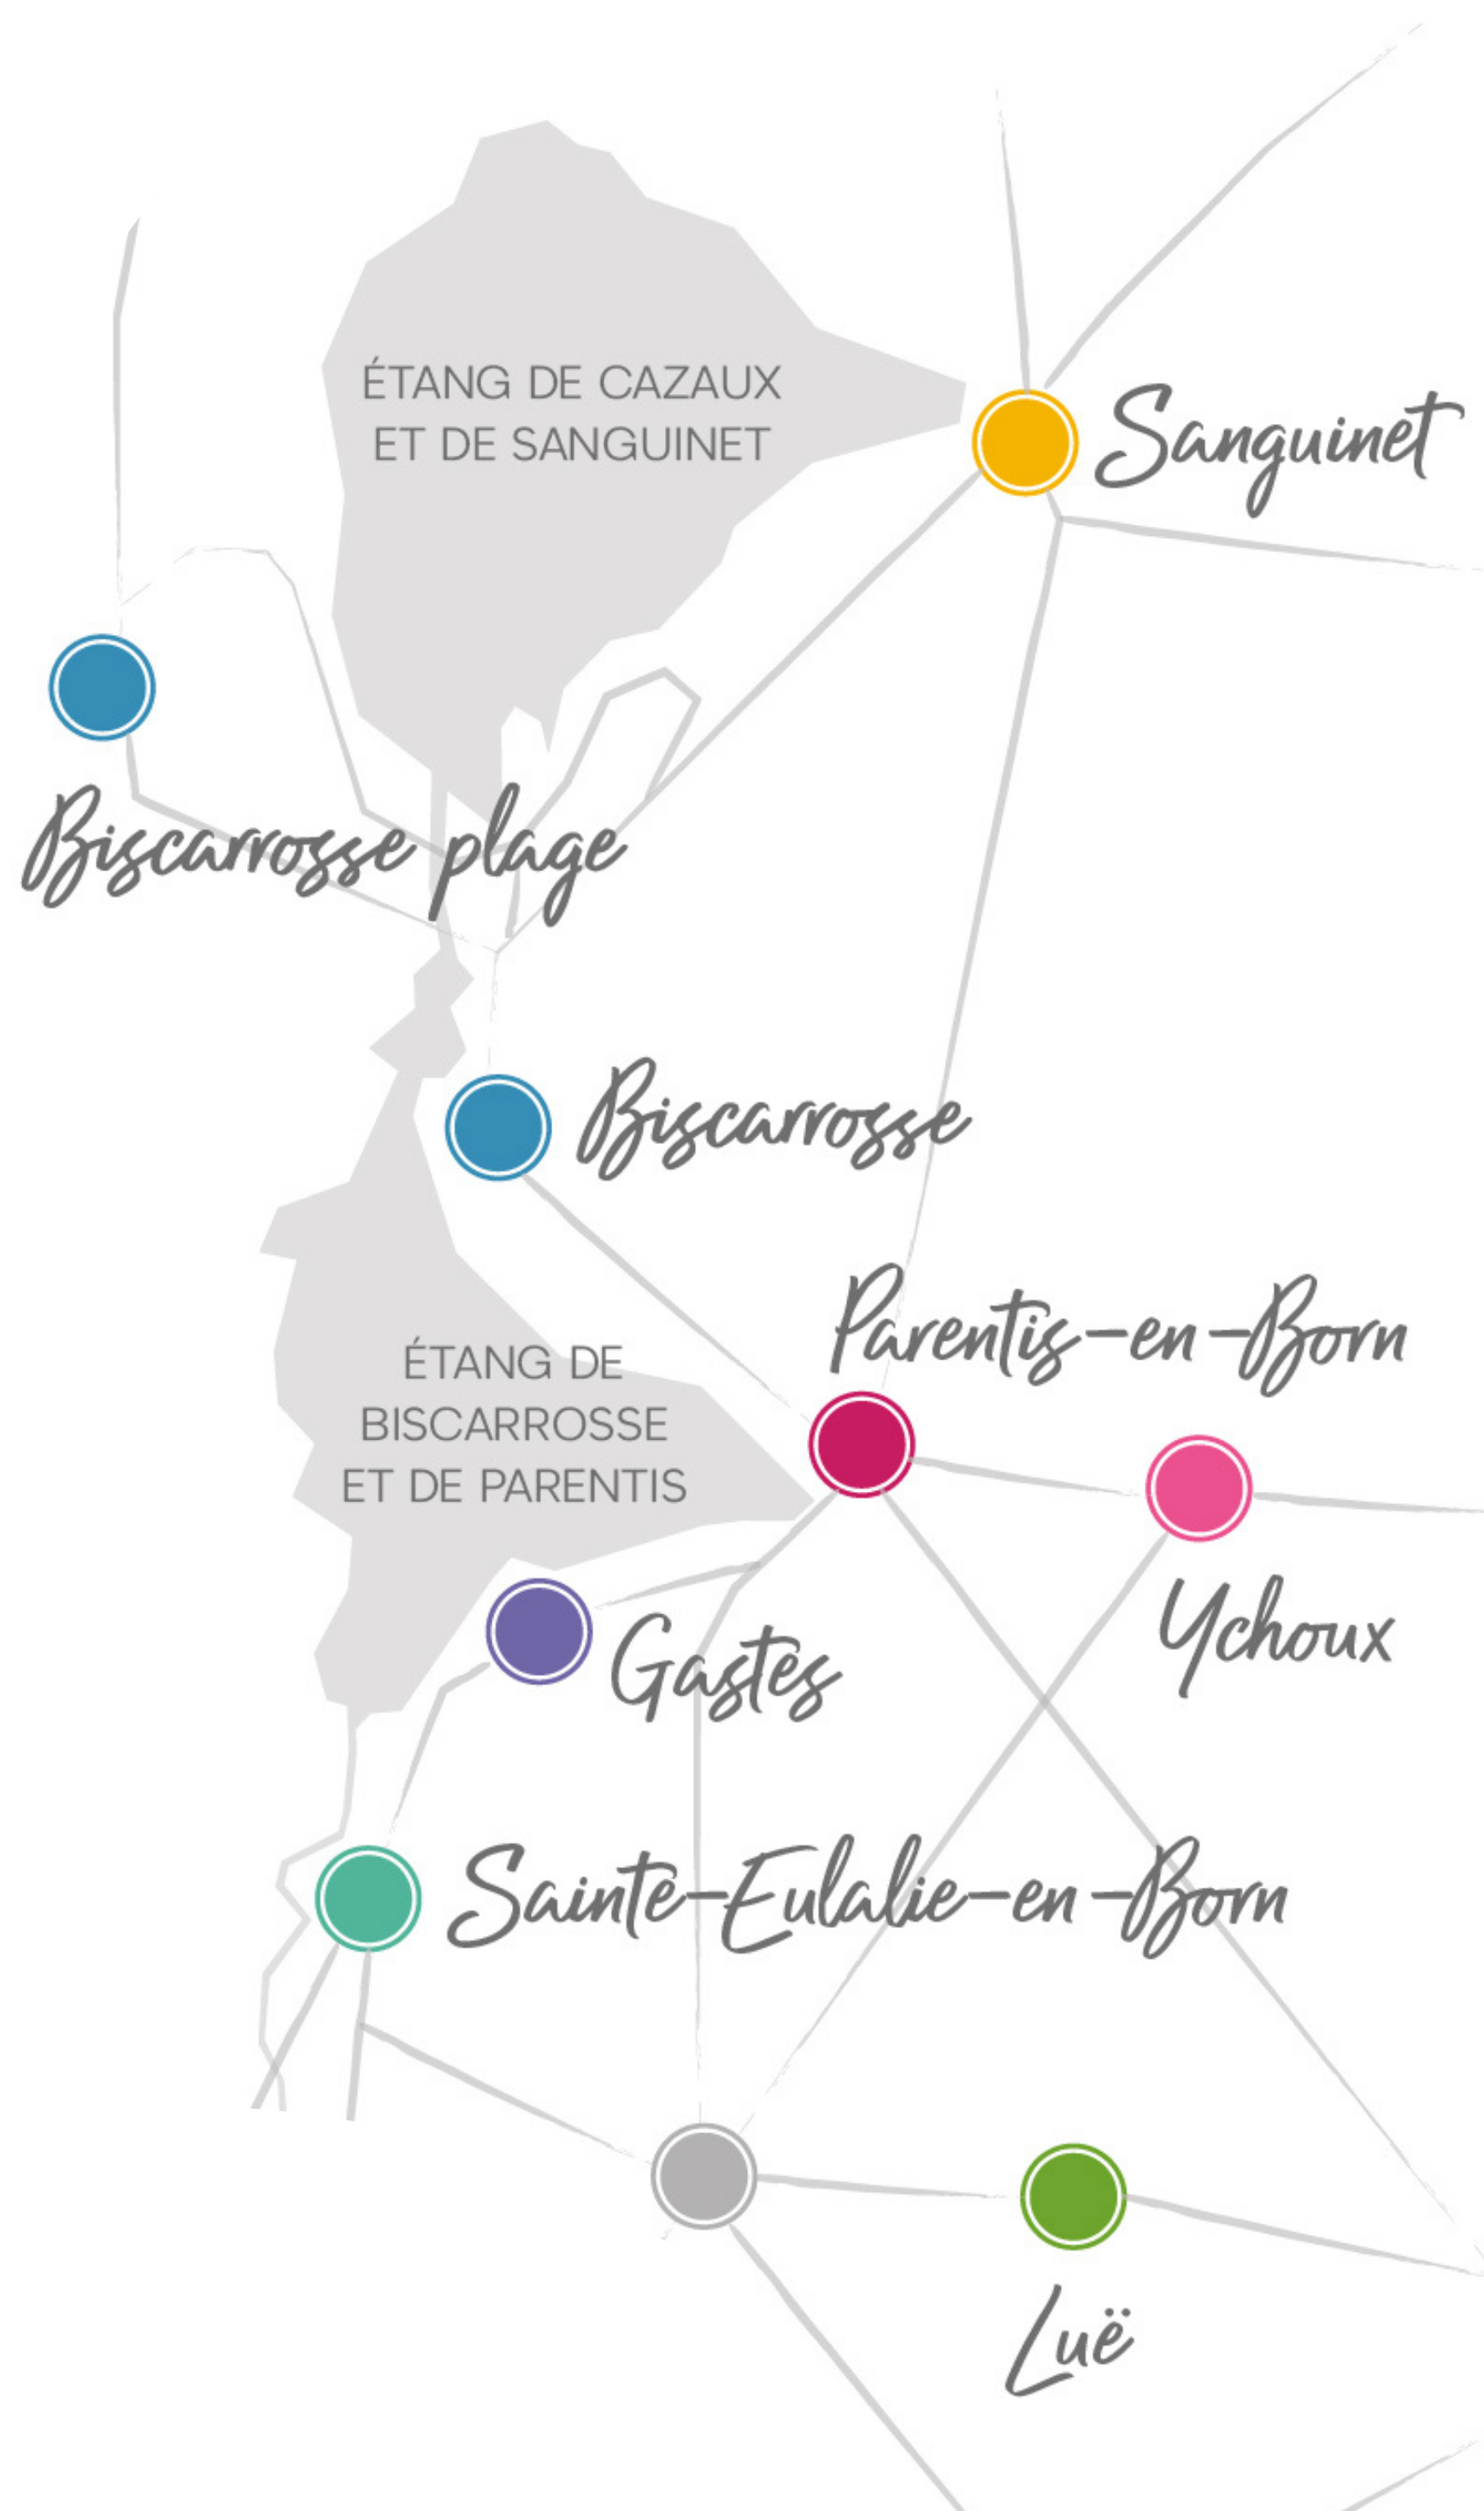 ÉTANG DE CAZAUX
ET DE SANGUINET
Sanguinet
Biscarrosse plage
Biscarrosse
Parentis-en-Born
ÉTANG DE
BISCARROSSE
ET DE PARENTIS
Ychoux
Gastes
Sainte-Eulalie-en-Born
Luë